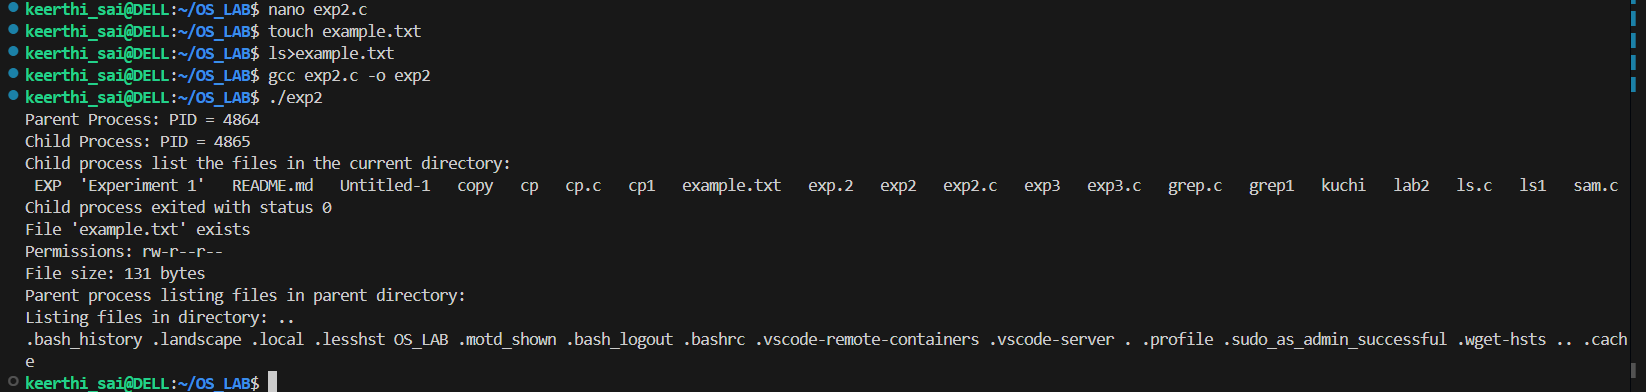 keerthi_sai@DELL:~/OS_LAB$ nano exp2.c
keerthi_sai@DELL:~/OS_LAB$ touch example.txt
keerthi_sai@DELL:~/OS_LAB$ ls>example.txt
keerthi_sai@DELL:~/OS_LAB$ gcc exp2.c -o exp2
keerthi_sai@DELL:~/OS_LAB$ ./exp2
Parent Process: PID = 4864
Child Process: PID = 4865
Child process list the files in the current directory:
 EXP  'Experiment 1'   README.md   Untitled-1   copy   cp   cp.c   cp1   example.txt   exp.2   exp2   exp2.c   exp3   exp3.c   grep.c   grep1   kuchi   lab2   ls.c   ls1   sam.c
Child process exited with status 0
File 'example.txt' exists
Permissions: rw-r--r--
File size: 131 bytes
Parent process listing files in parent directory:
Listing files in directory: ..
.bash_history .landscape .local .lesshst OS_LAB .motd_shown .bash_logout .bashrc .vscode-remote-containers .vscode-server . .profile .sudo_as_admin_successful .wget-hsts .. .cach
e
keerthi_sai@DELL:~/OS_LAB$